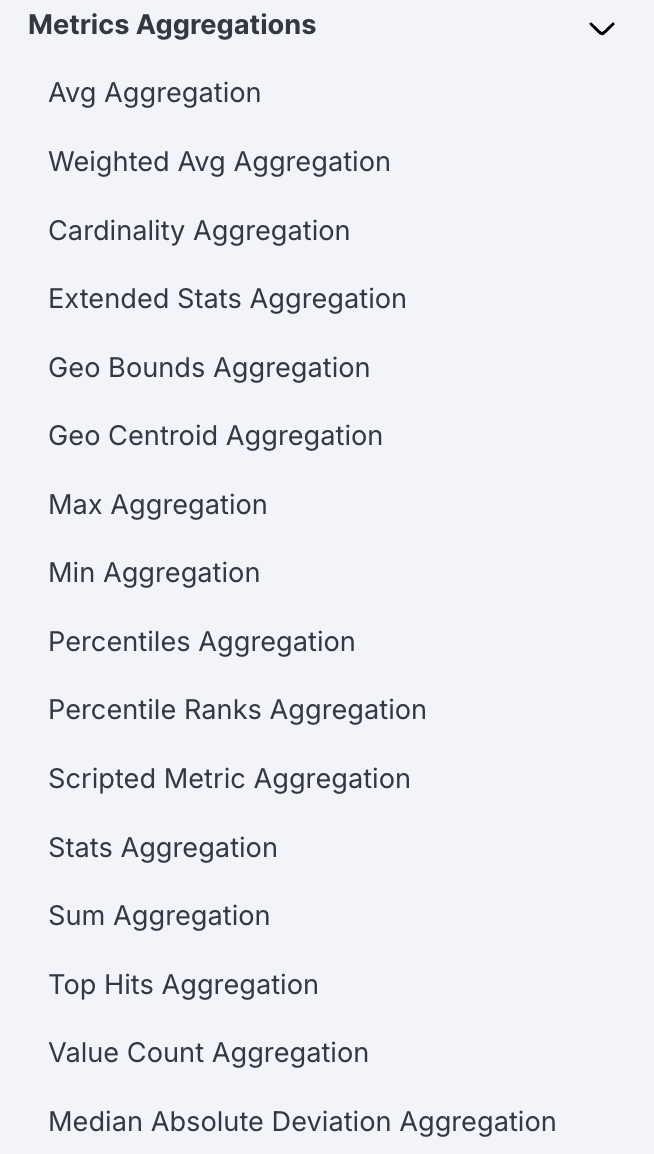 Metrics Aggregations
Avg Aggregation
Weighted Avg Aggregation
Cardinality Aggregation
Extended Stats Aggregation
Geo Bounds Aggregation
Geo Centroid Aggregation
Max Aggregation
Min Aggregation
Percentiles Aggregation
Percentile Ranks Aggregation
Scripted Metric Aggregation
Stats Aggregation
Sum Aggregation
Top Hits Aggregation
Value Count Aggregation
Median Absolute Deviation Aggregation